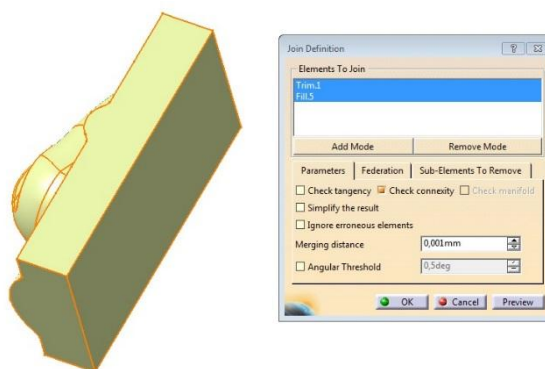 Join Definition
Elements To Join
Trim.1
Fill.5
Add Mode Remove Mode
Parameters Federation Sub-Elements To Remove
Check tangency Check connexity Check manifold
Simplify the result
Ignore erroneous elements
Merging distance 0,001mm
Angular Threshold 0,5deg
OK Cancel Preview